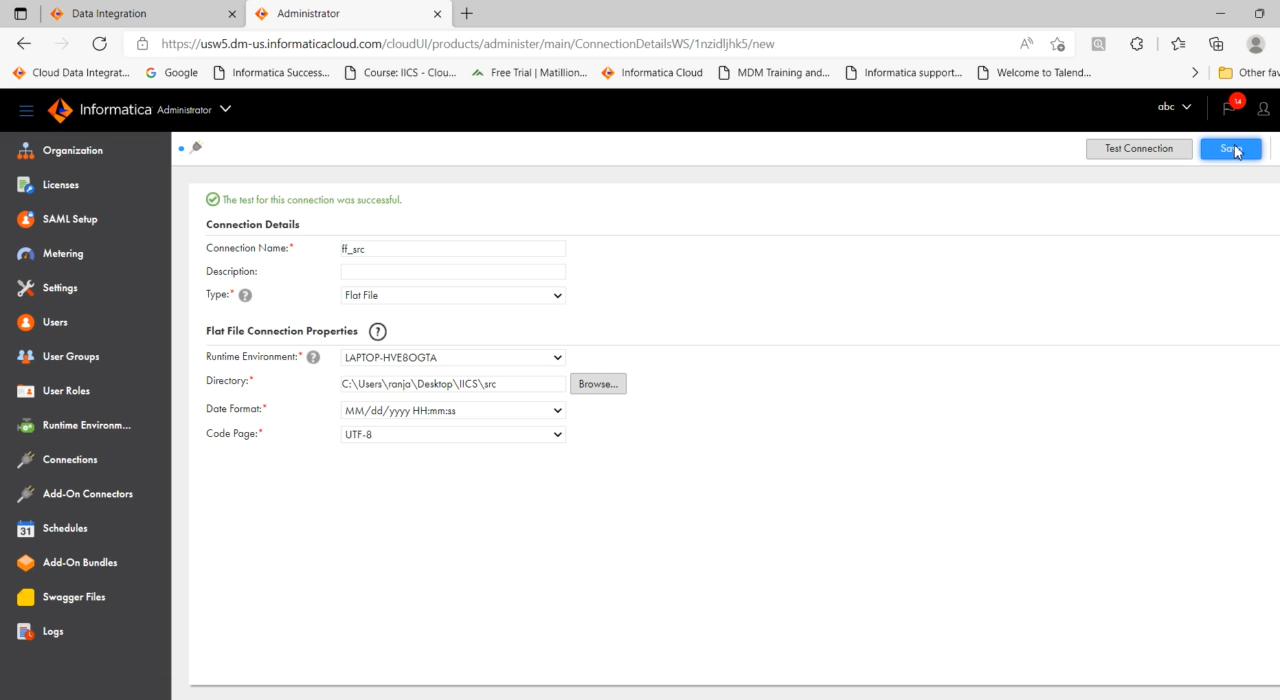 Data Integration
Administrator
https://usw5.dm-us.informaticacloud.com/cloudUI/products/administer/main/ConnectionDetailsWS/1nzidljhk5/new
Cloud Data Integrat...
Google
Informatica Success...
Course: IICS - Clou...
Free Trial | Matillion...
Informatica Cloud
MDM Training and...
Informatica support...
Welcome to Talend...
Other fav
Informatica Administrator
abc
14
Organization
Licenses
SAML Setup
Metering
Settings
Users
User Groups
User Roles
Runtime Environm...
Connections
Add-On Connectors
31
Schedules
Add-On Bundles
Swagger Files
Logs
Test Connection
The test for this connection was successful.
Connection Details
Connection Name:* ff_src
Description:
Type:* ? Flat File
Flat File Connection Properties ?
Runtime Environment:* ? LAPTOP-HVE8OGTA
Directory:* C:\Users\ranja\Desktop\IICS\src Browse...
Date Format:* MM/dd/yyyy HH:mm:ss
Code Page:* UTF-8